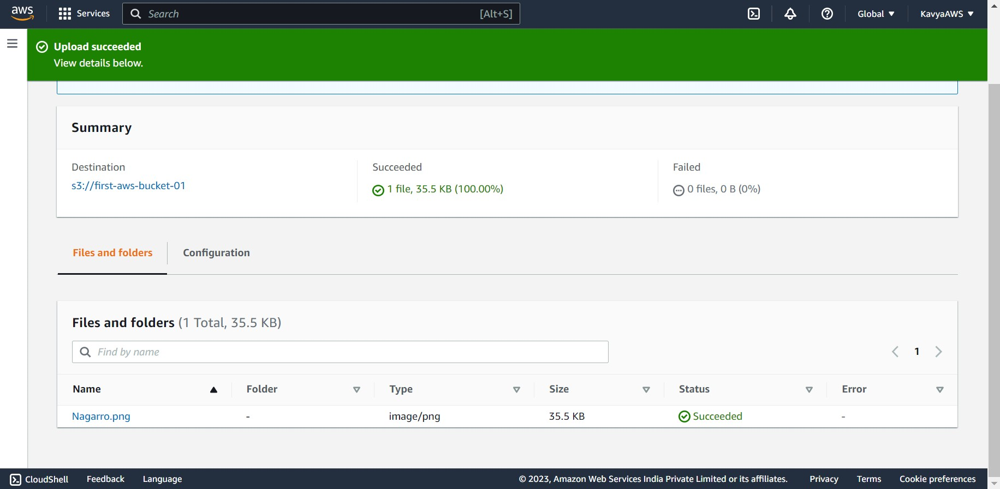 aws Services Search [Alt+S] Global KavyaAWS
Upload succeeded
View details below.
Summary
Destination Succeeded Failed
s3://first-aws-bucket-01 1 file, 35.5 KB (100.00%) 0 files, 0 B (0%)
Files and folders Configuration
Files and folders (1 Total, 35.5 KB)
Find by name 1
Name Folder Type Size Status Error
Nagarro.png - image/png 35.5 KB Succeeded -
CloudShell Feedback Language © 2023, Amazon Web Services India Private Limited or its affiliates. Privacy Terms Cookie preferences